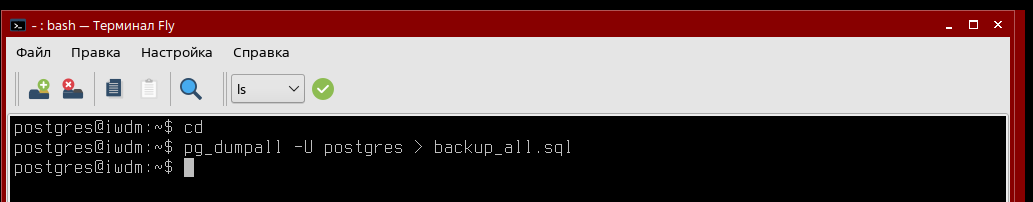 - : bash — Терминал Fly
Файл Правка Настройка Справка
ls
postgres@iwdm:~$ cd
postgres@iwdm:~$ pg_dumpall -U postgres > backup_all.sql
postgres@iwdm:~$